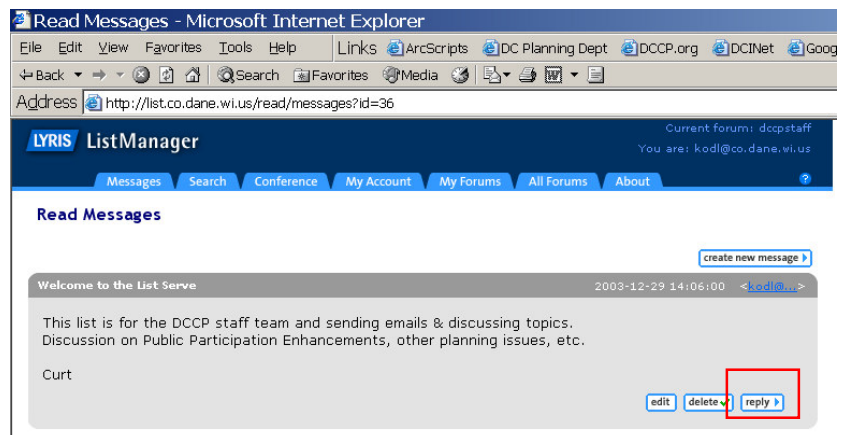 Read Messages - Microsoft Internet Explorer
File Edit View Favorites Tools Help Links ArcScripts DC Planning Dept DCCP.org DCINet Goog
Back Search Favorites Media
Address http://list.co.dane.wi.us/read/messages?id=36
LYRIS ListManager
Current forum: dccpstaff
You are: kodl@co.dane.wi.us
Messages Search Conference My Account My Forums All Forums About ?
Read Messages
create new message
Welcome to the List Serve 2003-12-29 14:06:00 <kodl@...>
This list is for the DCCP staff team and sending emails & discussing topics.
Discussion on Public Participation Enhancements, other planning issues, etc.
Curt
edit delete reply